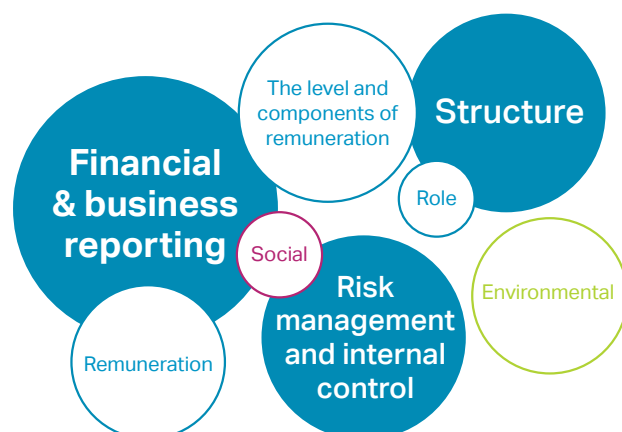 The level and
components of
remuneration
Structure
Financial
& business
reporting
Role
Social
Environmental
Risk
management
and internal
control
Remuneration